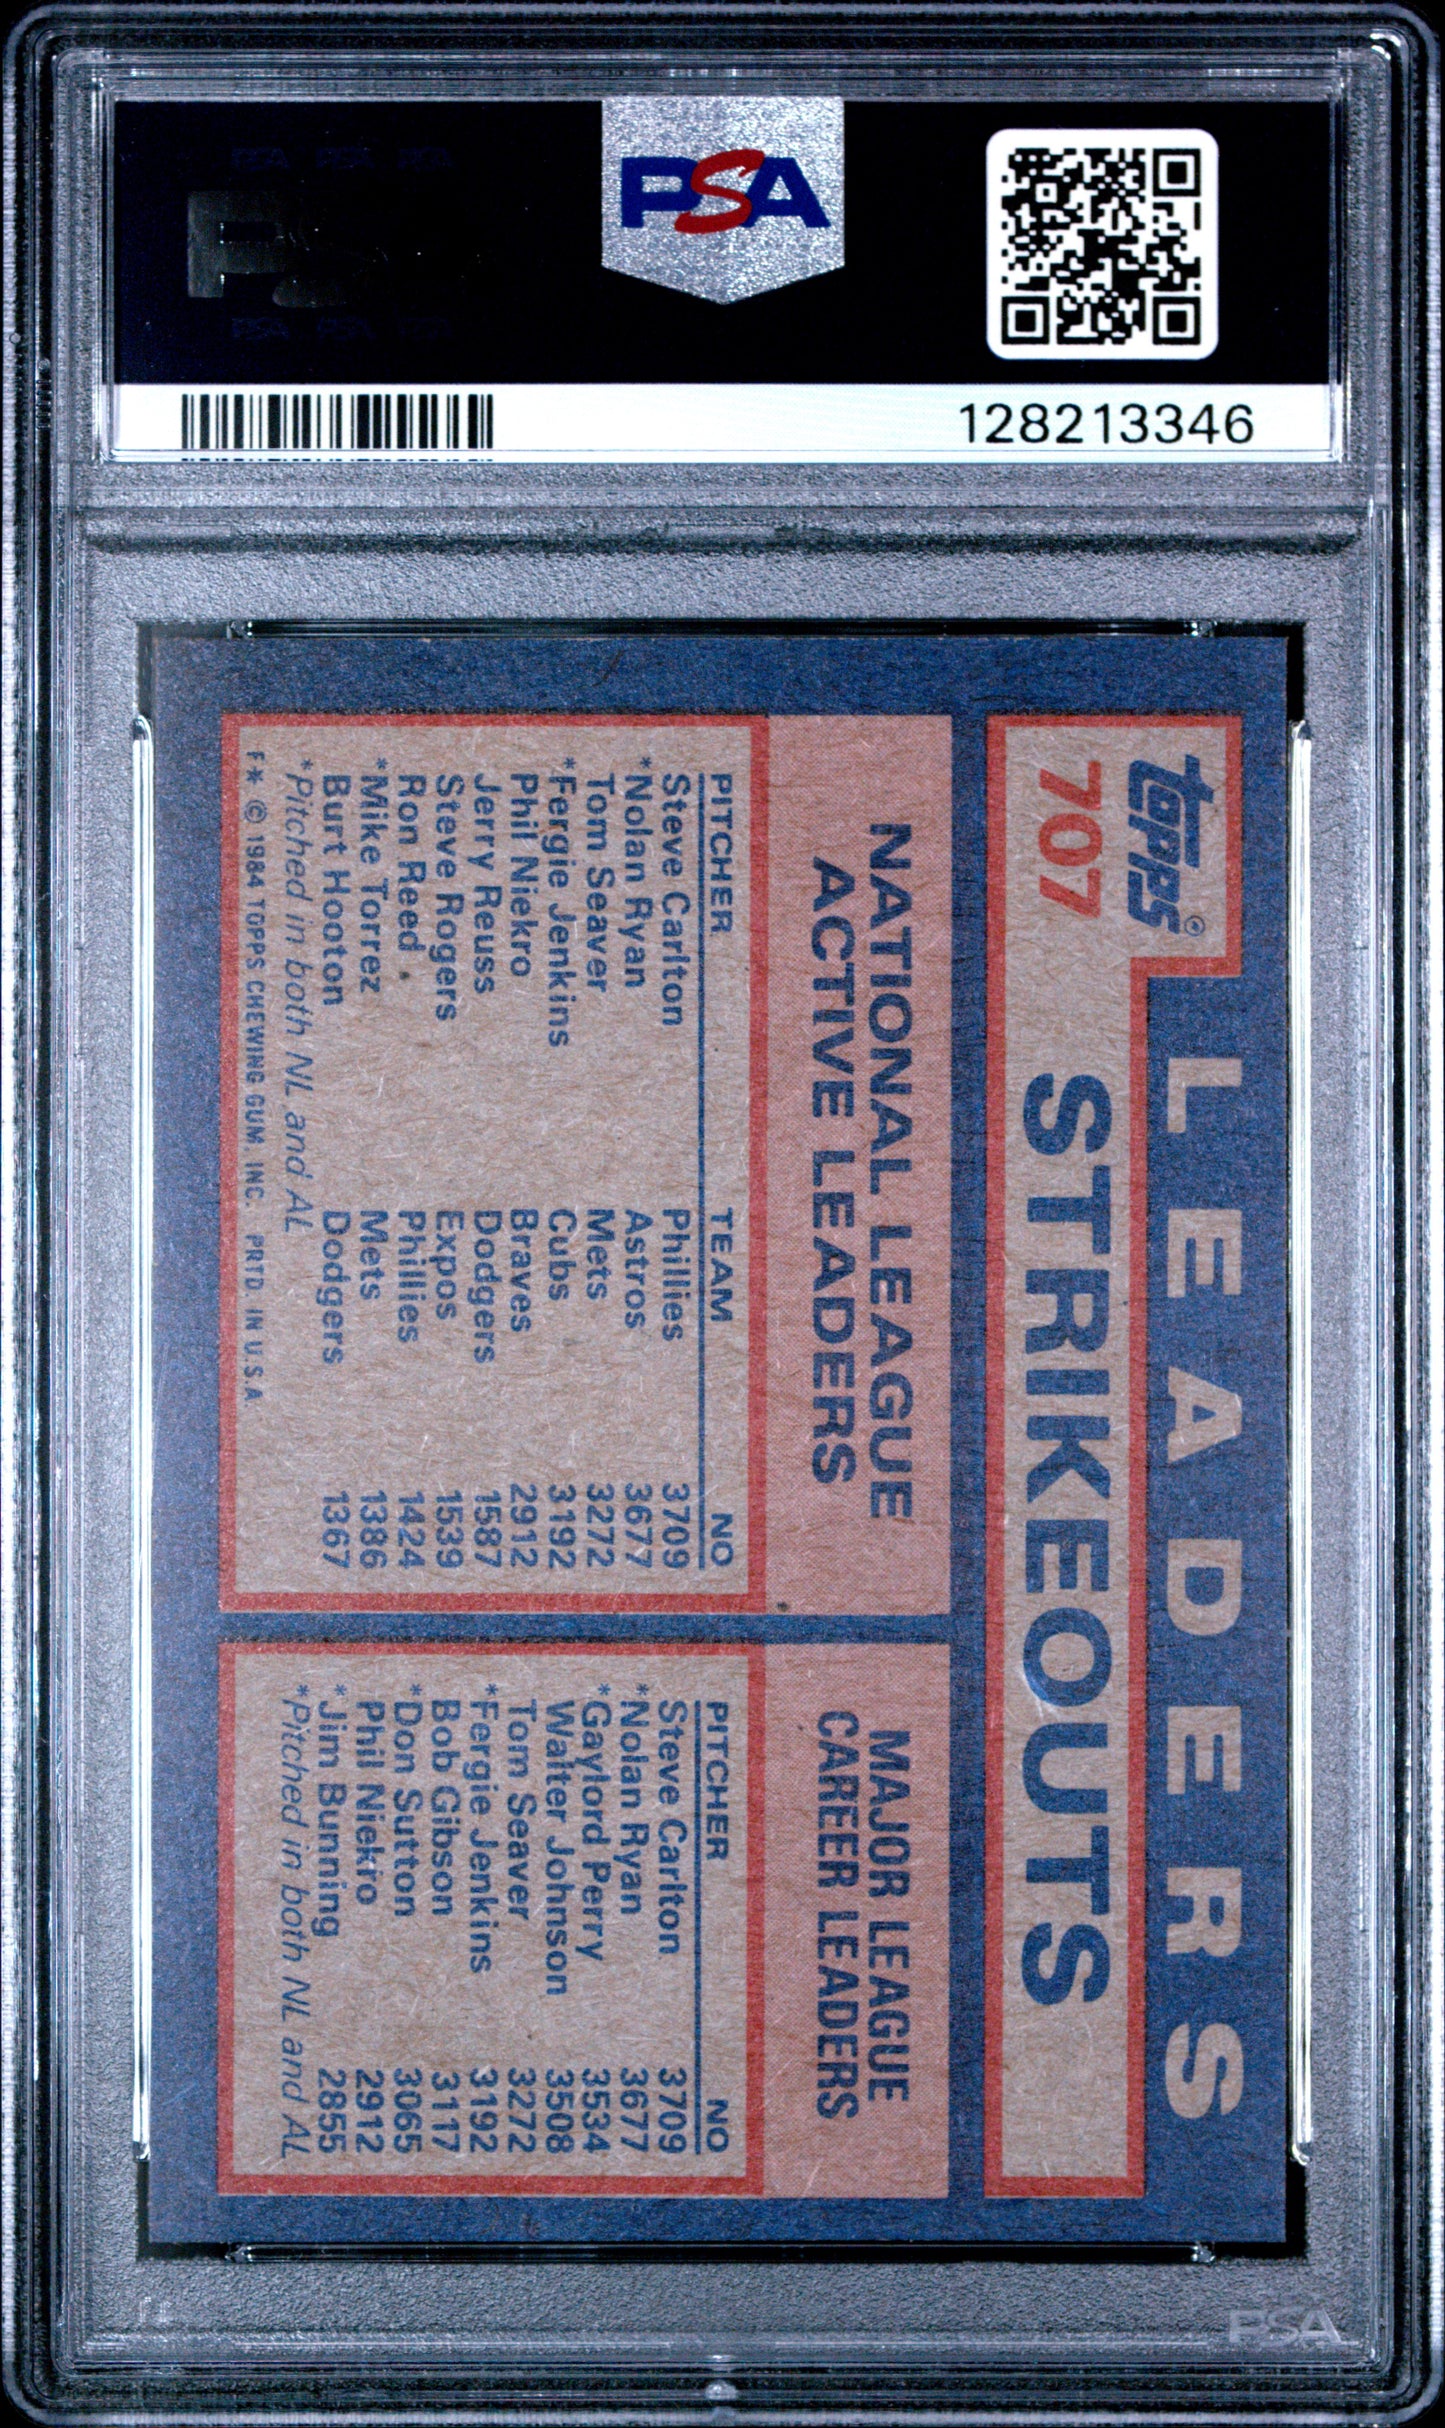 PSA
128213346
topps®
707
LEADERS
STRIKEOUTS
NATIONAL LEAGUE
ACTIVE LEADERS
PITCHER TEAM NO
Steve Carlton Phillies 3709
*Nolan Ryan Astros 3677
Tom Seaver Mets 3272
*Fergie Jenkins Cubs 3192
Phil Niekro Braves 2912
Jerry Reuss Dodgers 1587
Steve Rogers Expos 1539
Ron Reed Phillies 1424
*Mike Torrez Mets 1386
Burt Hooton Dodgers 1367
*Pitched in both NL and AL
F* © 1984 TOPPS CHEWING GUM, INC. PRTD. IN U.S.A
MAJOR LEAGUE
CAREER LEADERS
PITCHER NO
Steve Carlton 3709
*Nolan Ryan 3677
*Gaylord Perry 3534
Walter Johnson 3508
Tom Seaver 3272
*Fergie Jenkins 3192
Bob Gibson 3117
*Don Sutton 3065
Phil Niekro 2912
*Jim Bunning 2855
*Pitched in both NL and AL
PSA